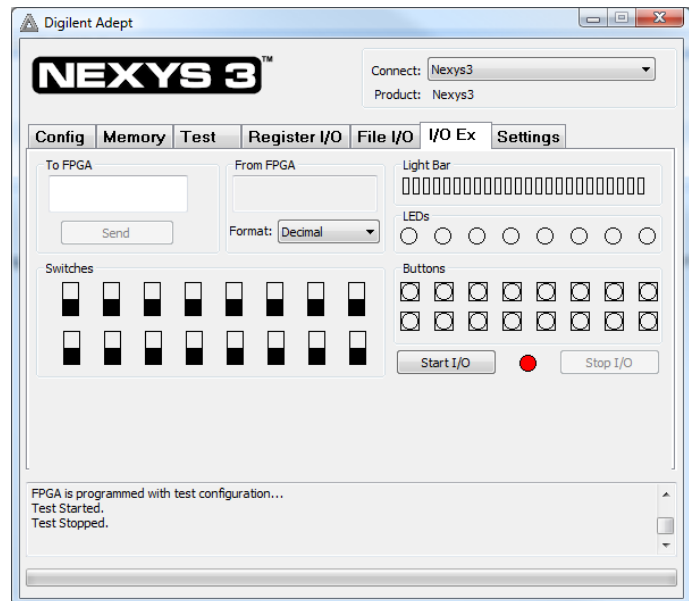 Digilent Adept
NEXYS 3™
Connect: Nexys3
Product: Nexys3
Config Memory Test Register I/O File I/O I/O Ex Settings
To FPGA
From FPGA
Light Bar
Send
Format: Decimal
LEDs
Switches
Buttons
Start I/O
Stop I/O
FPGA is programmed with test configuration...
Test Started.
Test Stopped.